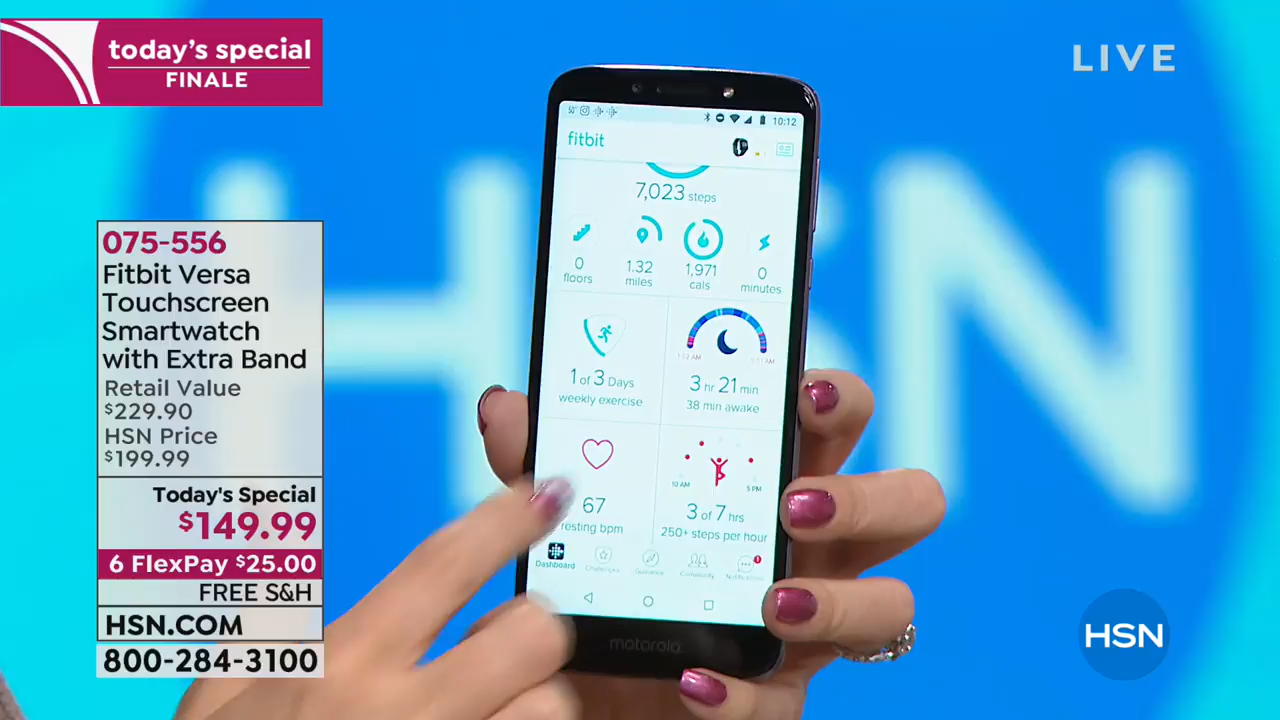 today's special
FINALE
LIVE
075-556
Fitbit Versa
Touchscreen
Smartwatch
with Extra Band
Retail Value
$229.90
HSN Price
$199.99
Today's Special
$149.99
6 FlexPay $25.00
FREE S&H
HSN.COM
800-284-3100
10:12
fitbit
7,023 steps
0 floors
1.32 miles
1,971 cals
0 minutes
1 of 3 Days
weekly exercise
3 hr 21 min
38 min awake
67
resting bpm
10 AM
5 PM
3 of 7 hrs
250+ steps per hour
Dashboard
Challenges
Guidance
Community
Notifications
motorola
HSN
HSN